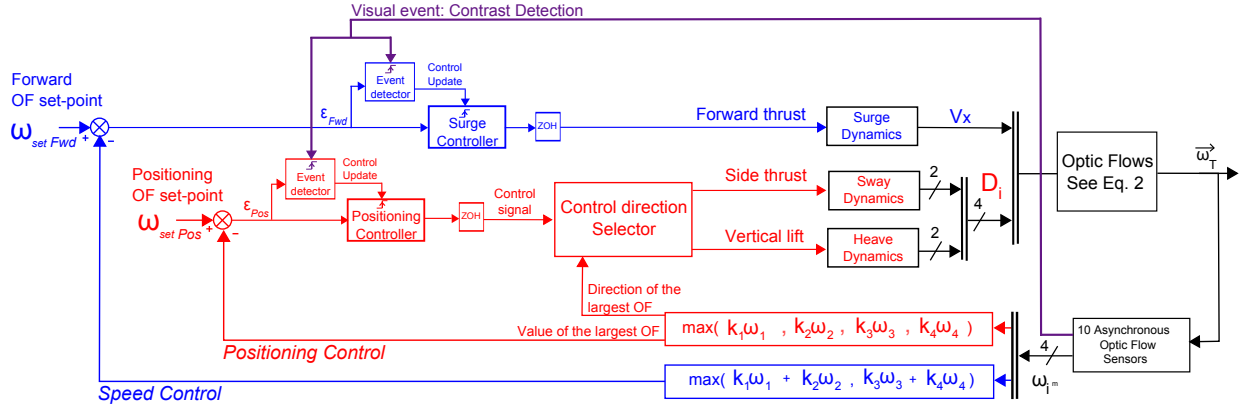 Visual event: Contrast Detection
Forward
OF set-point
ω set Fwd
+
−
ε Fwd
Event
detector
Control
Update
Surge
Controller
ZOH
Forward thrust
Surge
Dynamics
Vx
Optic Flows
See Eq. 2
ω⃗_T
Positioning
OF set-point
ω set Pos
+
−
ε Pos
Event
detector
Control
Update
Positioning
Controller
ZOH
Control
signal
Control direction
Selector
Side thrust
Sway
Dynamics
2
D_i
4
Vertical lift
Heave
Dynamics
2
Direction of the
largest OF
Value of the largest OF
max( k₁ω₁ , k₂ω₂ , k₃ω₃ , k₄ω₄ )
Positioning Control
10 Asynchronous
Optic Flow
Sensors
4
ω_i^m
max( k₁ω₁ + k₂ω₂ , k₃ω₃ + k₄ω₄ )
Speed Control